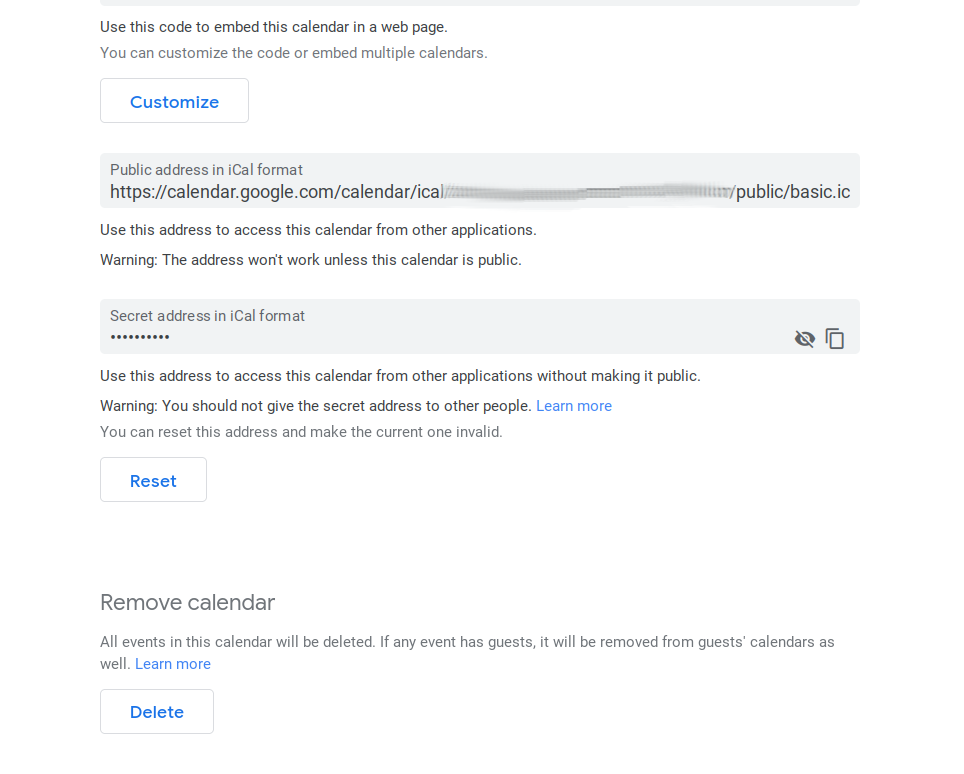 Use this code to embed this calendar in a web page.
You can customize the code or embed multiple calendars.
Customize
Public address in iCal format
https://calendar.google.com/calendar/ical/ /public/basic.ic
Use this address to access this calendar from other applications.
Warning: The address won't work unless this calendar is public.
Secret address in iCal format
••••••••••
Use this address to access this calendar from other applications without making it public.
Warning: You should not give the secret address to other people. Learn more
You can reset this address and make the current one invalid.
Reset
Remove calendar
All events in this calendar will be deleted. If any event has guests, it will be removed from guests' calendars as
well. Learn more
Delete